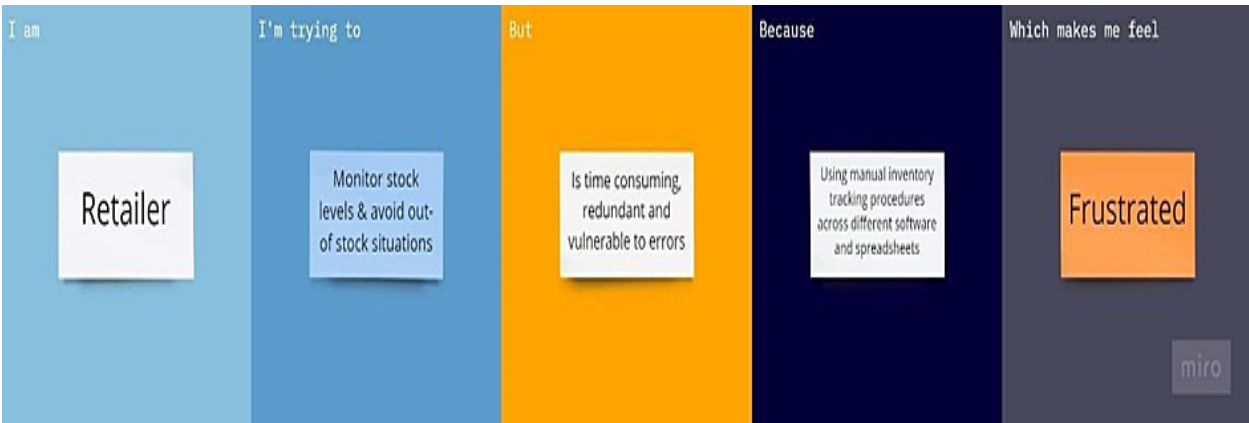 I am
Retailer
I'm trying to
Monitor stock
levels & avoid out-
of stock situations
But
Is time consuming,
redundant and
vulnerable to errors
Because
Using manual inventory
tracking procedures
across different software
and spreadsheets
Which makes me feel
Frustrated
miro